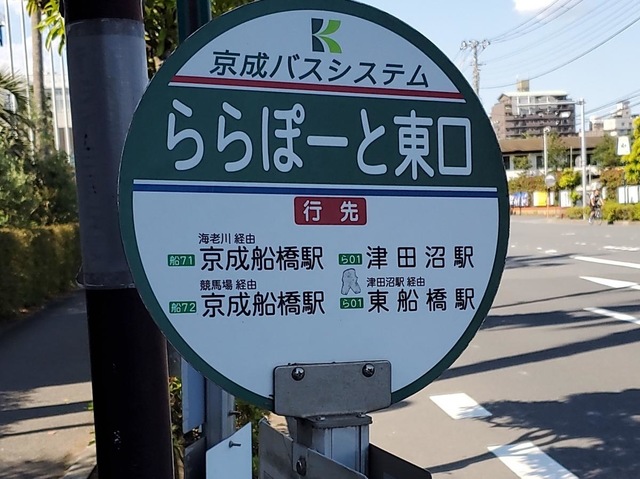 京成バスシステム
ららぽーと東口
行先
海老川 経由
船71 京成船橋駅
競馬場 経由
船72 京成船橋駅
ら01 津田沼駅
津田沼駅 経由
ら01 東船橋駅